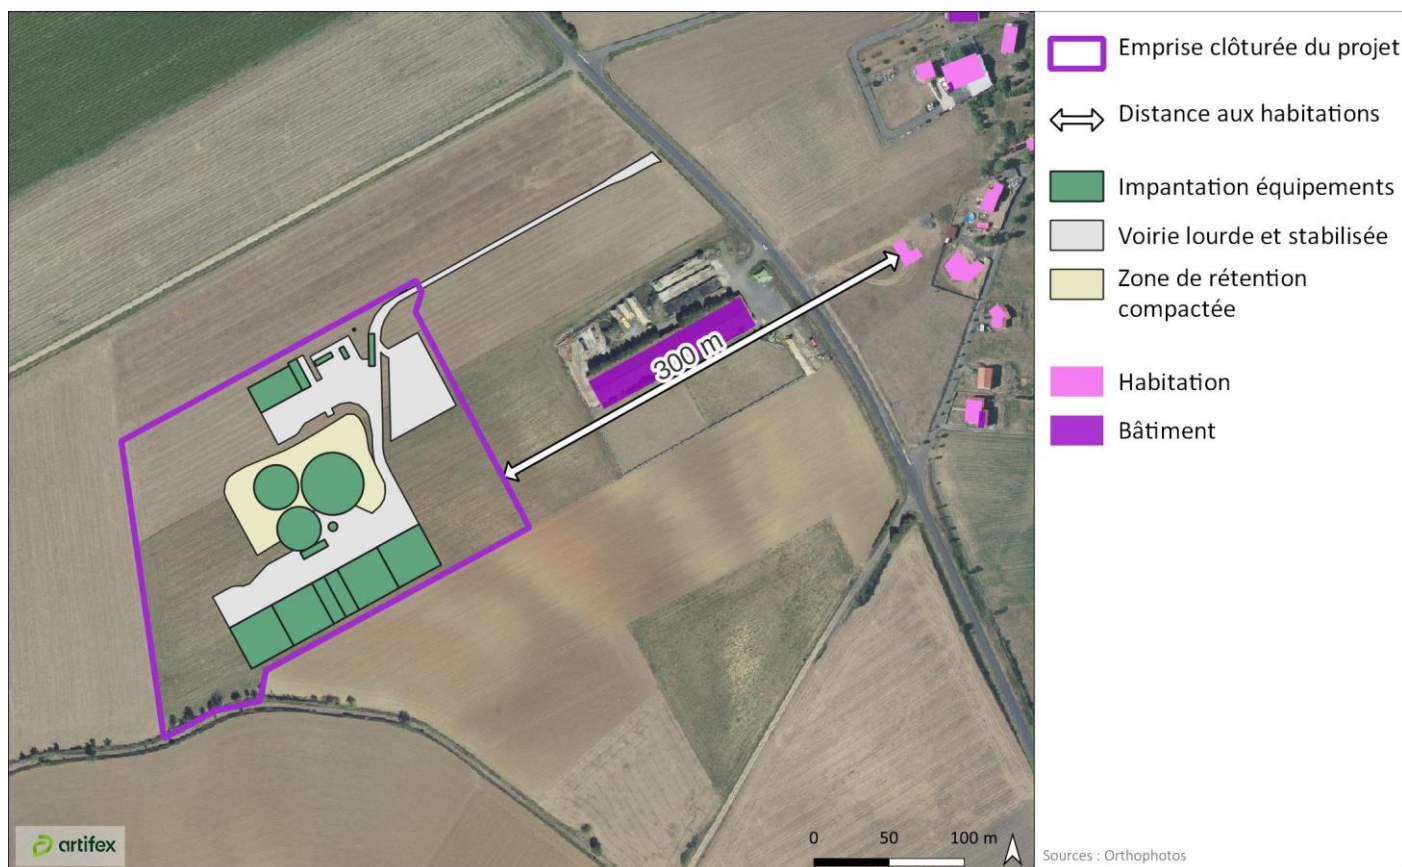 Emprise clôturée du projet
Distance aux habitations
Impantation équipements
Voirie lourde et stabilisée
Zone de rétention
compactée
Habitation
Bâtiment
300 m
artifex
0 50 100 m
Sources : Orthophotos